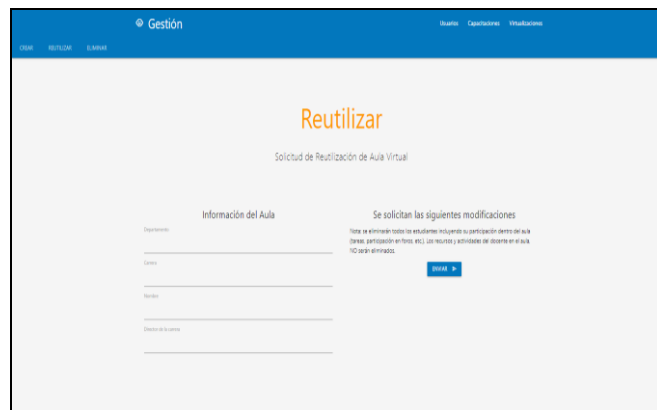 Gestión
Usuarios Capacitaciones Virtualizaciones
CREAR REUTILIZAR ELIMINAR
Reutilizar
Solicitud de Reutilización de Aula Virtual
Información del Aula
Departamento
Carrera
Nombre
Director de la carrera
Se solicitan las siguientes modificaciones
Nota: se eliminarán todos los estudiantes incluyendo su participación dentro del aula
(tareas, participación en foros, etc.). Los recursos y actividades del docente en el aula
NO serán eliminados.
ENVIAR